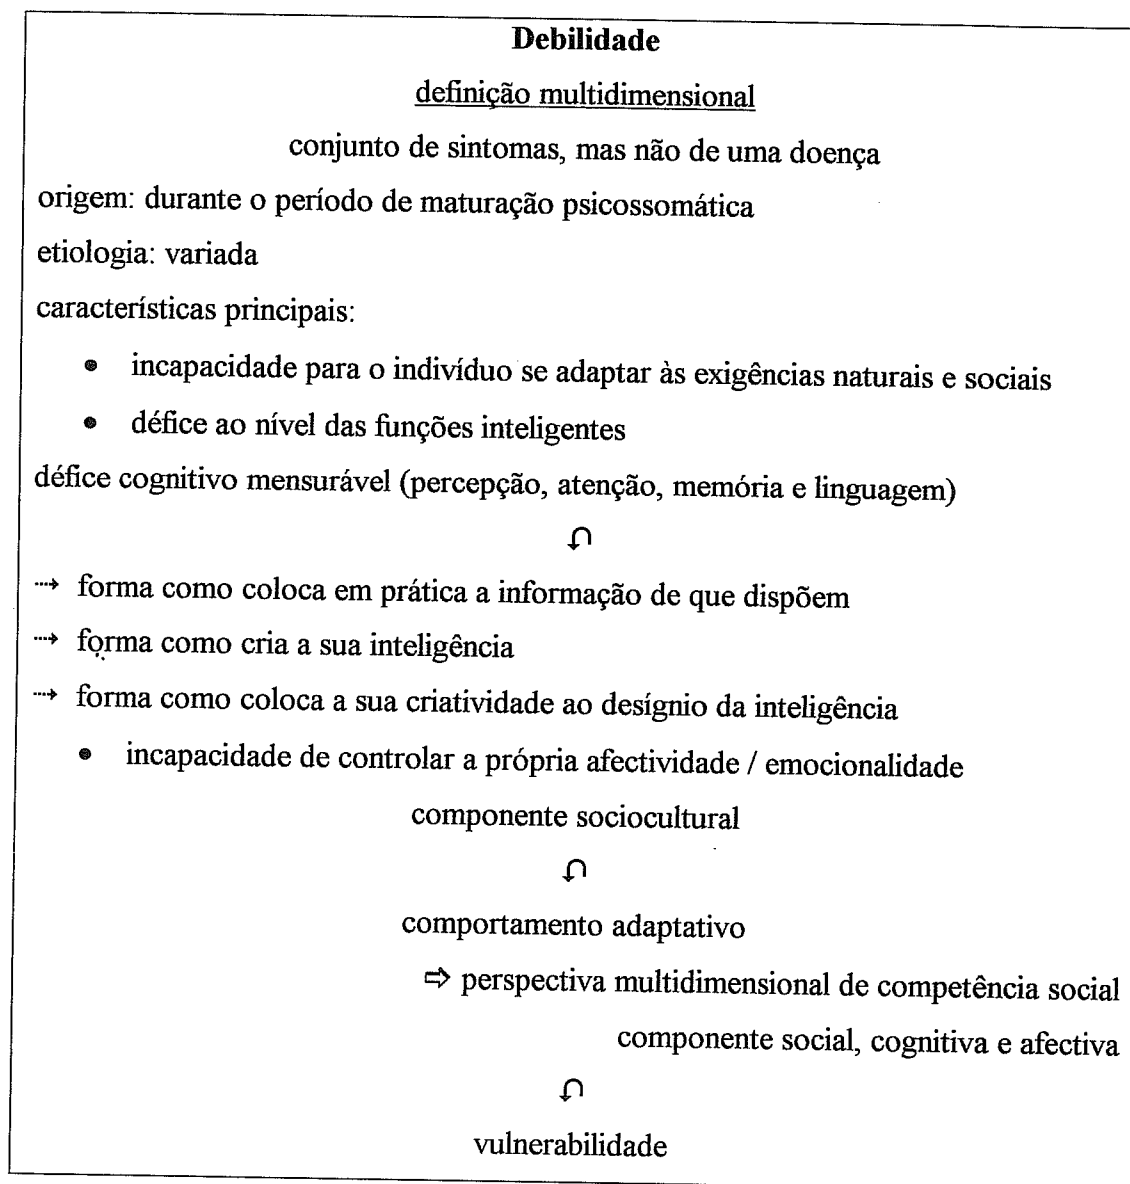 Debilidade
definição multidimensional
conjunto de sintomas, mas não de uma doença
origem: durante o período de maturação psicossomática
etiologia: variada
características principais:
• incapacidade para o indivíduo se adaptar às exigências naturais e sociais
• défice ao nível das funções inteligentes
défice cognitivo mensurável (percepção, atenção, memória e linguagem)
⤵
⇢ forma como coloca em prática a informação de que dispõem
⇢ forma como cria a sua inteligência
⇢ forma como coloca a sua criatividade ao desígnio da inteligência
• incapacidade de controlar a própria afectividade / emocionalidade
componente sociocultural
⤵
comportamento adaptativo
⇨ perspectiva multidimensional de competência social
componente social, cognitiva e afectiva
⤵
vulnerabilidade